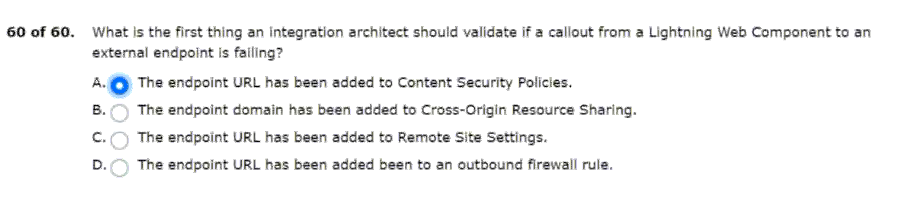 60 of 60. What is the first thing an integration architect should validate if a callout from a Lightning Web Component to an
external endpoint is failing?
A. The endpoint URL has been added to Content Security Policies.
B. The endpoint domain has been added to Cross-Origin Resource Sharing.
C. The endpoint URL has been added to Remote Site Settings.
D. The endpoint URL has been added been to an outbound firewall rule.